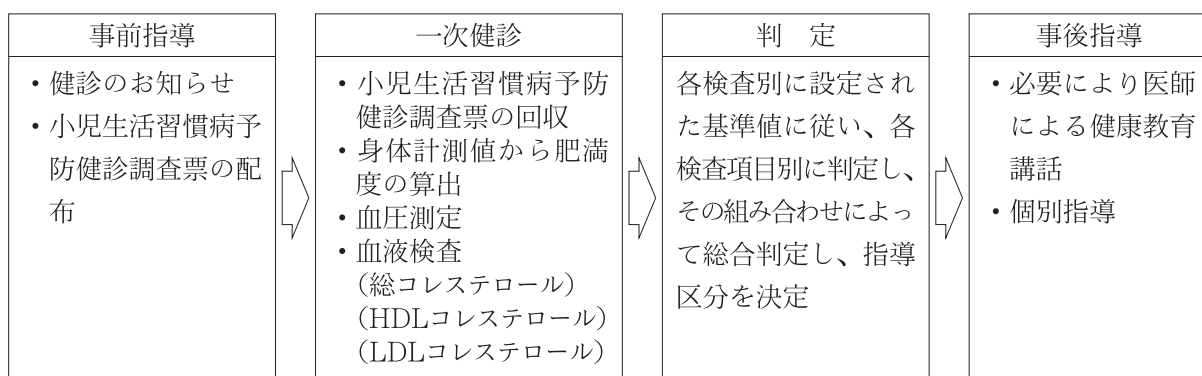 事前指導
・健診のお知らせ
・小児生活習慣病予
防健診調査票の配
布
一次健診
・小児生活習慣病予防
健診調査票の回収
・身体計測値から肥満
度の算出
・血圧測定
・血液検査
（総コレステロール）
（HDLコレステロール）
（LDLコレステロール）
判　定
各検査別に設定され
た基準値に従い、各
検査項目別に判定し、
その組み合わせによっ
て総合判定し、指導
区分を決定
事後指導
・必要により医師
による健康教育
講話
・個別指導